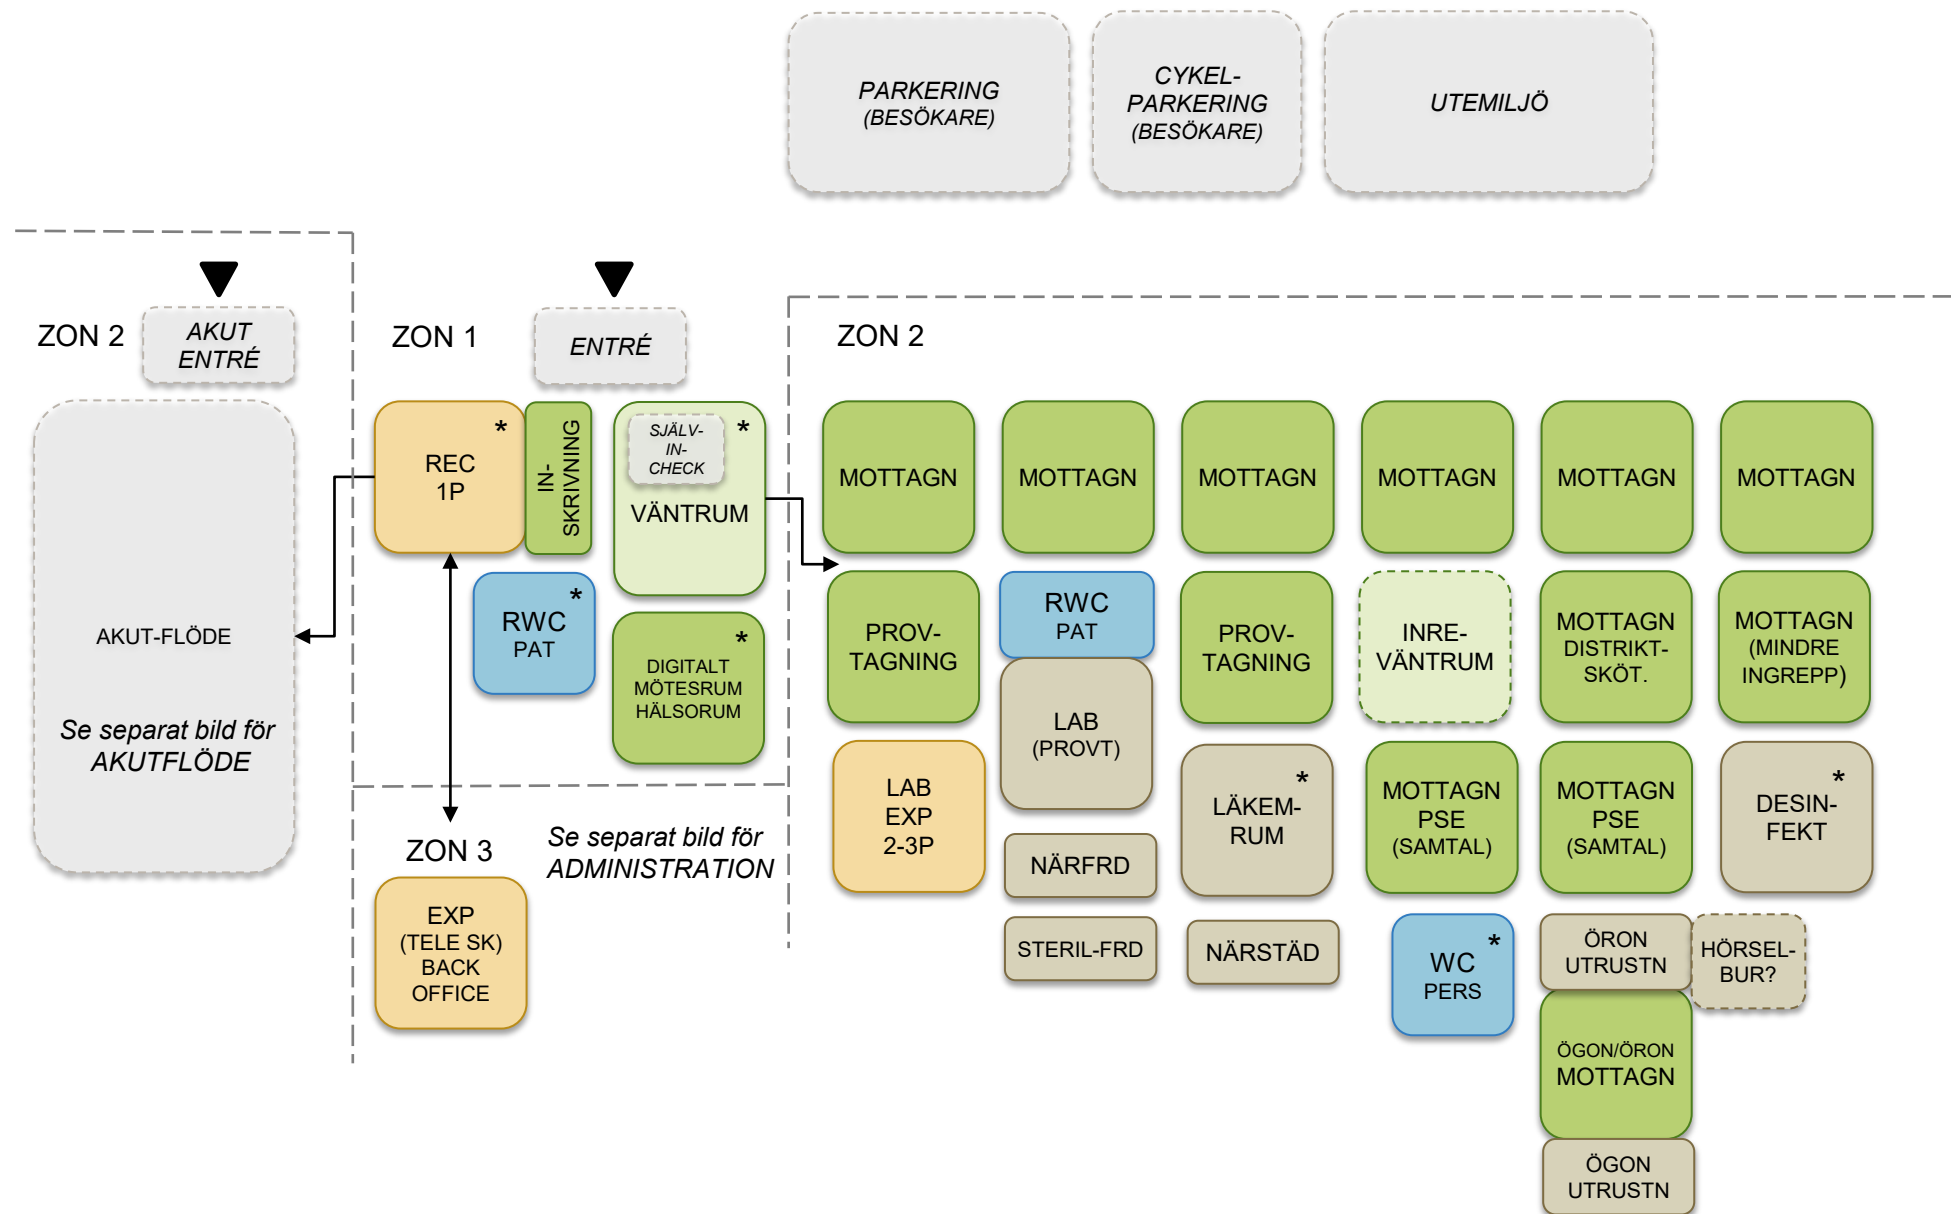 PARKERING
(BESÖKARE)
CYKEL-
PARKERING
(BESÖKARE)
UTEMILJÖ
ZON 2
AKUT
ENTRÉ
AKUT-FLÖDE
Se separat bild för
AKUTFLÖDE
ZON 1
ENTRÉ
REC
1P
*
IN-
SKRIVNING
SJÄLV-
IN-
CHECK
*
VÄNTRUM
RWC
PAT
*
*
DIGITALT
MÖTESRUM
HÄLSORUM
ZON 3
Se separat bild för
ADMINISTRATION
EXP
(TELE SK)
BACK
OFFICE
ZON 2
MOTTAGN
MOTTAGN
MOTTAGN
MOTTAGN
MOTTAGN
MOTTAGN
PROV-
TAGNING
RWC
PAT
LAB
(PROVT)
PROV-
TAGNING
INRE-
VÄNTRUM
MOTTAGN
DISTRIKT-
SKÖT.
MOTTAGN
(MINDRE
INGREPP)
LAB
EXP
2-3P
NÄRFRD
*
LÄKEM-
RUM
MOTTAGN
PSE
(SAMTAL)
MOTTAGN
PSE
(SAMTAL)
*
DESIN-
FEKT
STERIL-FRD
NÄRSTÄD
*
WC
PERS
ÖRON
UTRUSTN
HÖRSEL-
BUR?
ÖGON/ÖRON
MOTTAGN
ÖGON
UTRUSTN